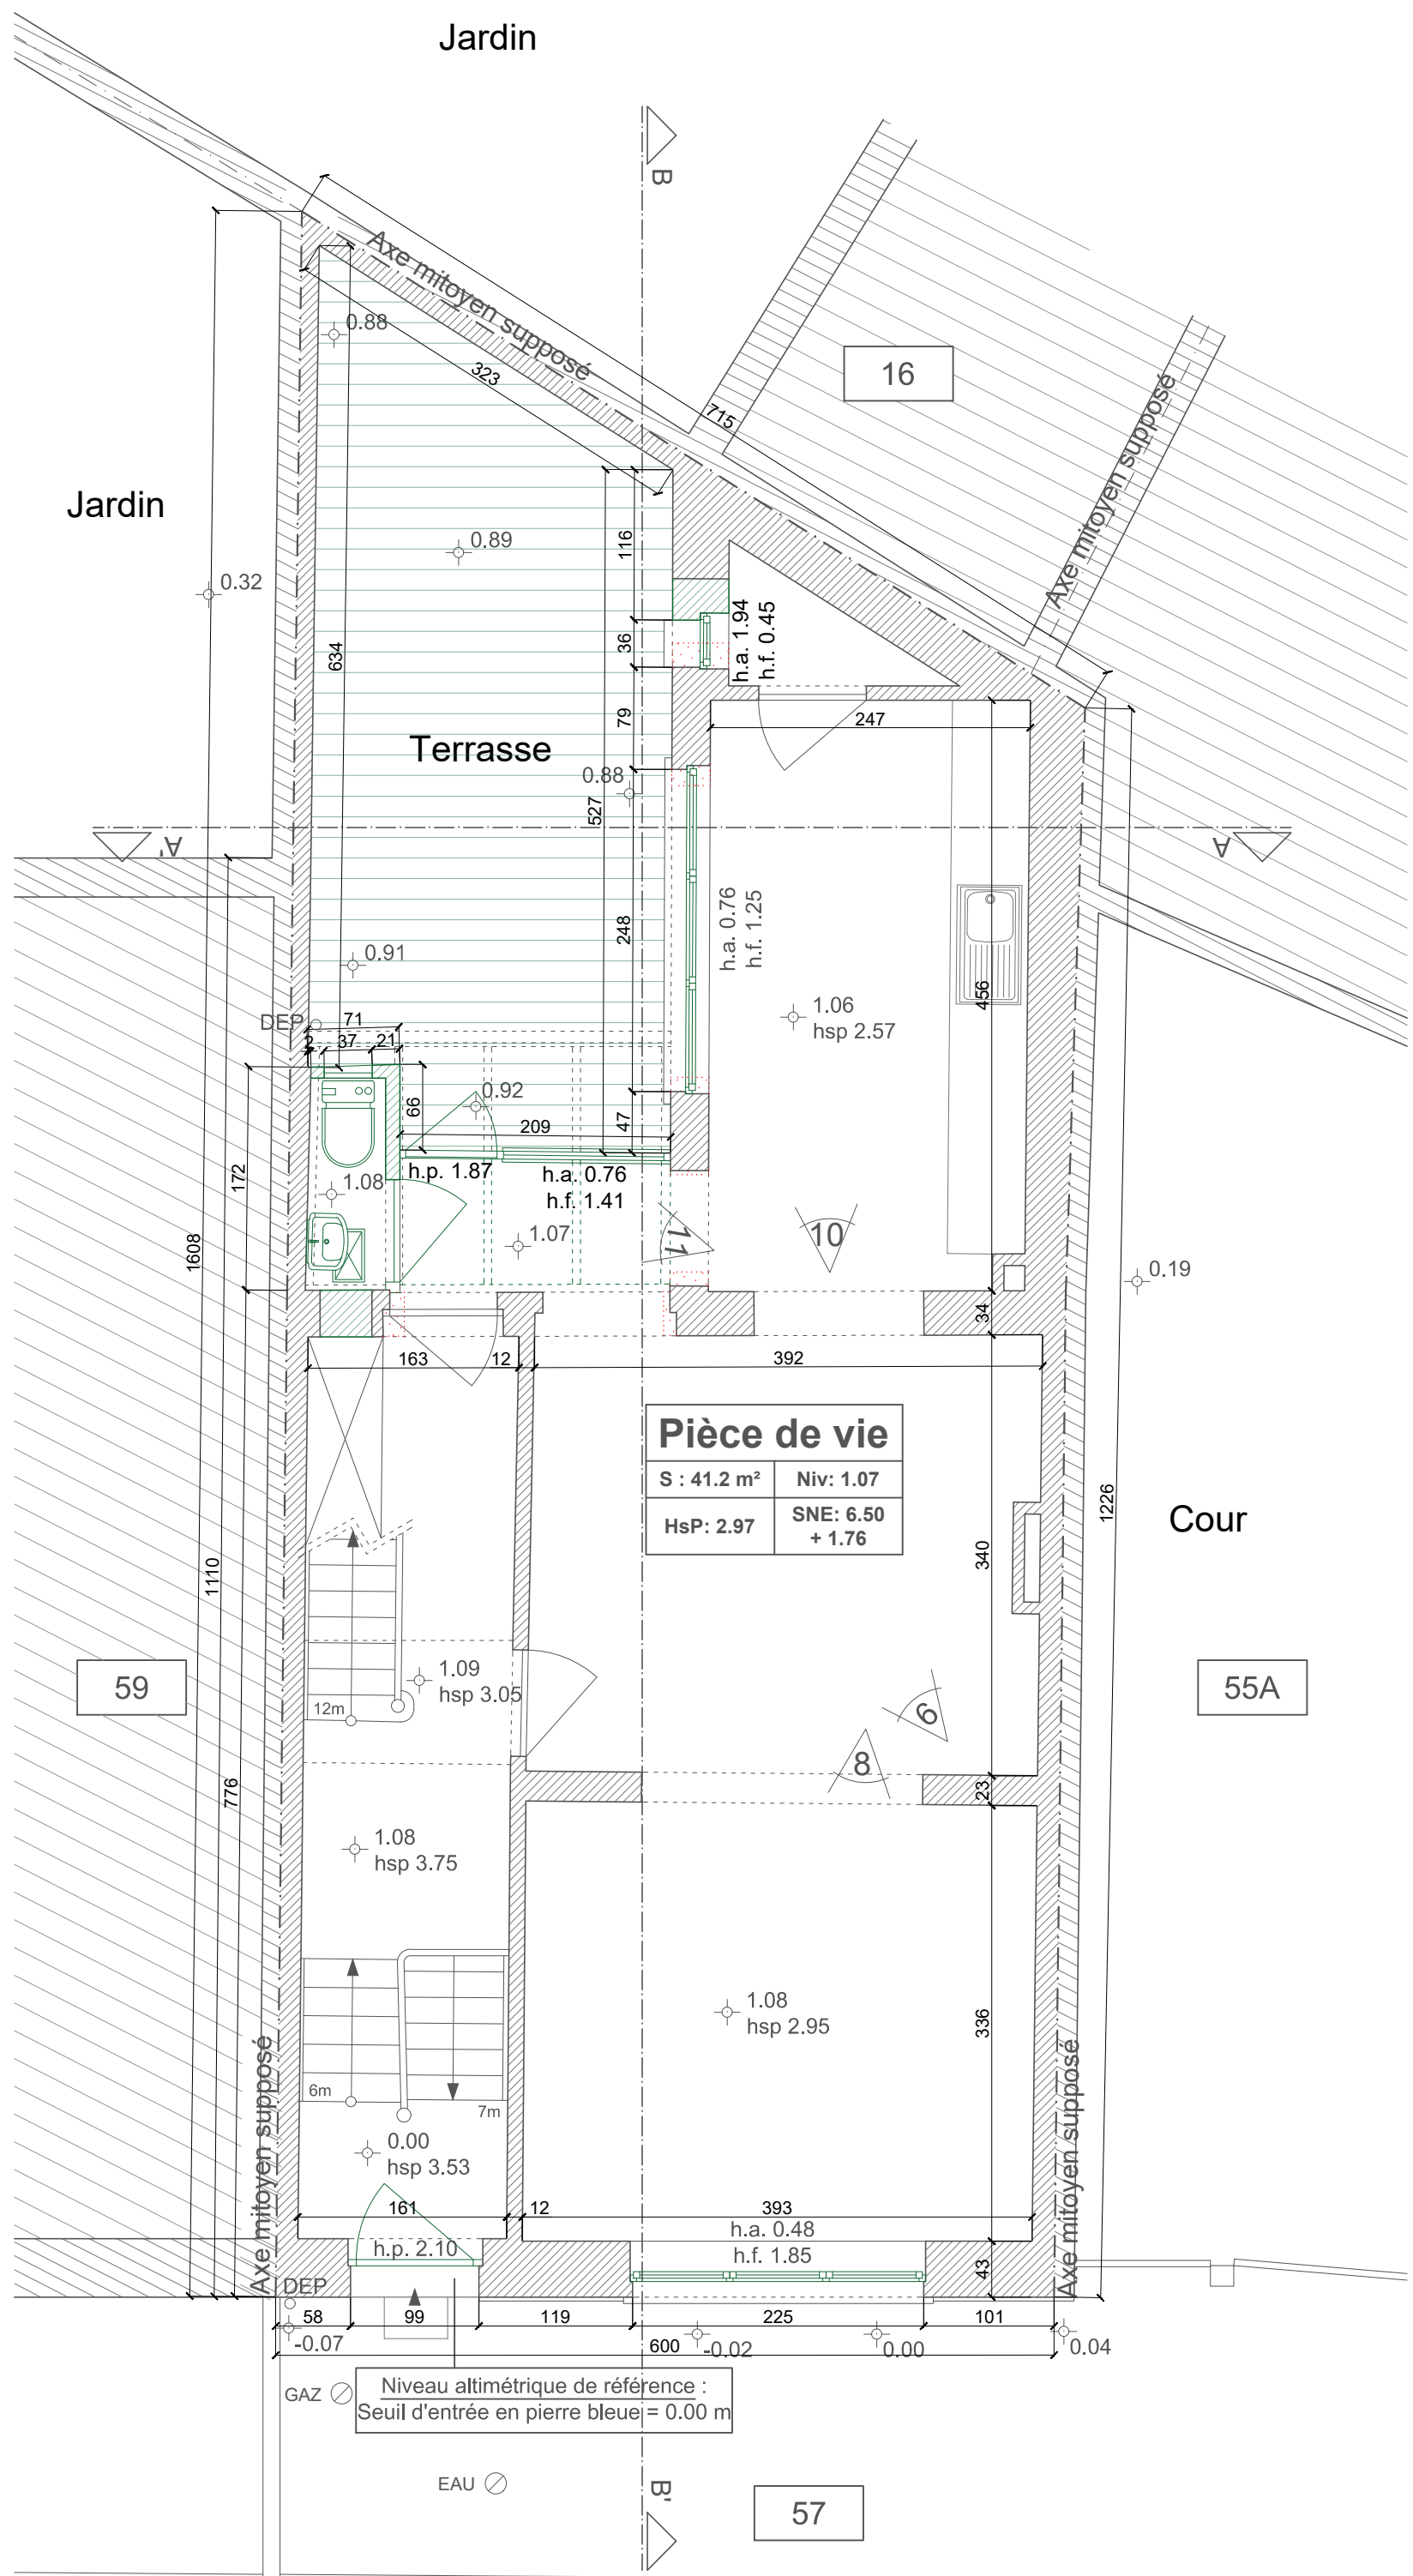 Jardin
B
Axe mitoyen supposé
0.88
16
323
715
Axe mitoyen supposé
Jardin
0.89
116
0.32
h.a. 1.94
h.f. 0.45
36
634
79
247
Terrasse
0.88
527
A'
A
248
h.a. 0.76
h.f. 1.25
0.91
456
1.06
hsp 2.57
DEP
71
2
37
21
0.92
66
47
209
h.p. 1.87
h.a. 0.76
h.f. 1.41
172
1.08
1.07
11
10
1608
0.19
34
163
12
392
Pièce de vie
S : 41.2 m²
Niv: 1.07
HsP: 2.97
SNE: 6.50
+ 1.76
1226
Cour
340
1110
59
1.09
hsp 3.05
12m
55A
6
8
776
23
1.08
hsp 3.75
1.08
hsp 2.95
336
6m
7m
Axe mitoyen supposé
Axe mitoyen supposé
0.00
hsp 3.53
161
12
393
h.p. 2.10
h.a. 0.48
h.f. 1.85
43
DEP
58
99
119
225
101
-0.07
600
-0.02
0.00
0.04
GAZ
Niveau altimétrique de référence :
Seuil d'entrée en pierre bleue = 0.00 m
EAU
B'
57